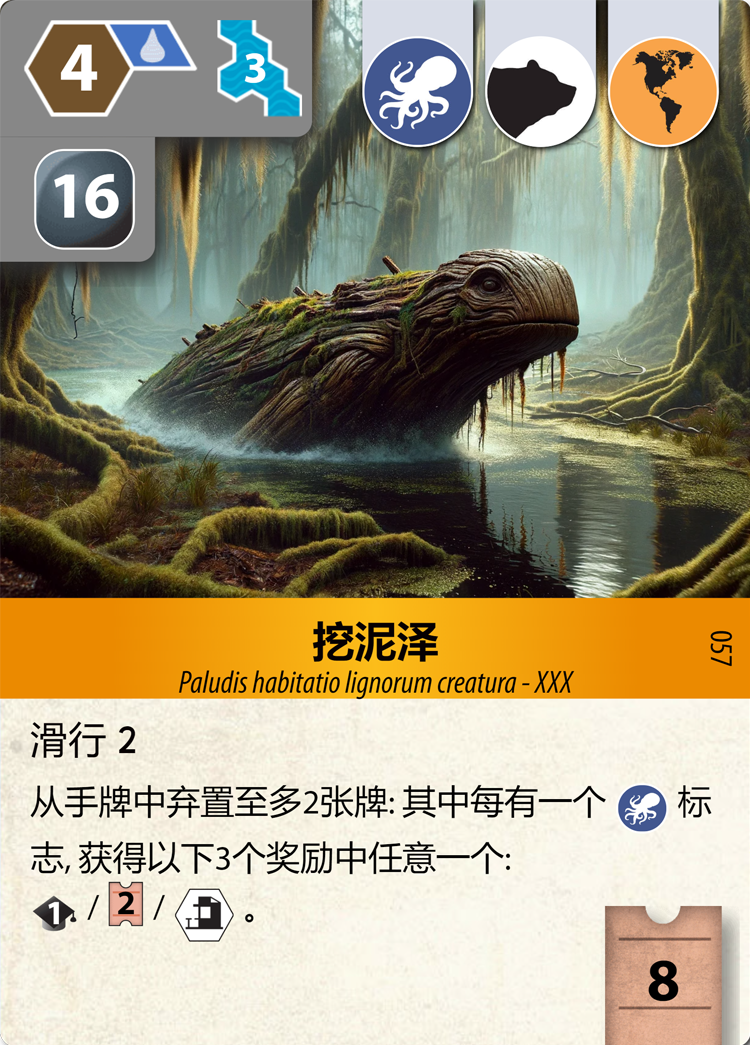 4
3
16
挖泥泽
Paludis habitatio lignorum creatura - XXX
057
滑行 2
从手牌中弃置至多2张牌: 其中每有一个 标
志, 获得以下3个奖励中任意一个:
1 / 2 / 。
8